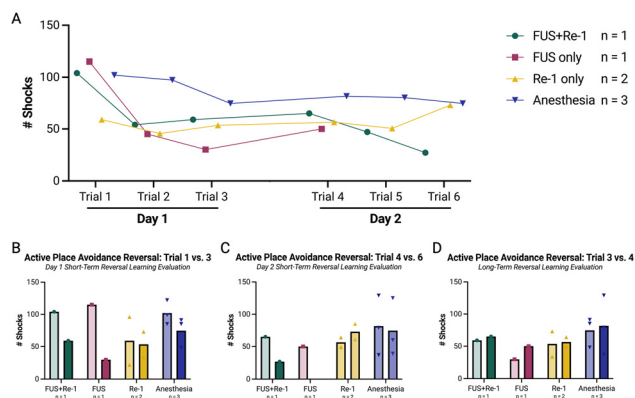 A
150
100
50
0
# Shocks
Trial 1 Trial 2 Trial 3 Trial 4 Trial 5 Trial 6
Day 1 Day 2
FUS+Re-1 n = 1
FUS only n = 1
Re-1 only n = 2
Anesthesia n = 3
B
Active Place Avoidance Reversal: Trial 1 vs. 3
Day 1 Short-Term Reversal Learning Evaluation
150
100
50
0
# Shocks
FUS+Re-1 FUS Re-1 Anesthesia
n=1 n=1 n=2 n=3
C
Active Place Avoidance Reversal: Trial 4 vs. 6
Day 2 Short-Term Reversal Learning Evaluation
150
100
50
0
# Shocks
FUS+Re-1 FUS Re-1 Anesthesia
n=1 n=1 n=2 n=3
D
Active Place Avoidance Reversal: Trial 3 vs. 4
Long-Term Reversal Learning Evaluation
150
100
50
0
# Shocks
FUS+Re-1 FUS Re-1 Anesthesia
n=1 n=1 n=2 n=3